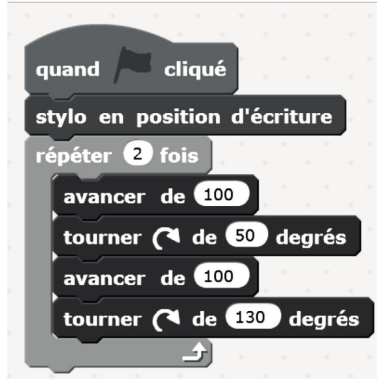 quand cliqué
stylo en position d'écriture
répéter 2 fois
avancer de 100
tourner de 50 degrés
avancer de 100
tourner de 130 degrés